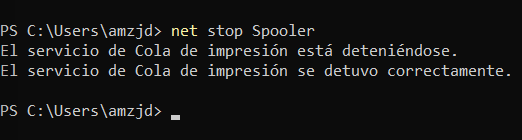 PS C:\Users\amzjd> net stop Spooler
El servicio de Cola de impresión está deteniéndose.
El servicio de Cola de impresión se detuvo correctamente.
PS C:\Users\amzjd>